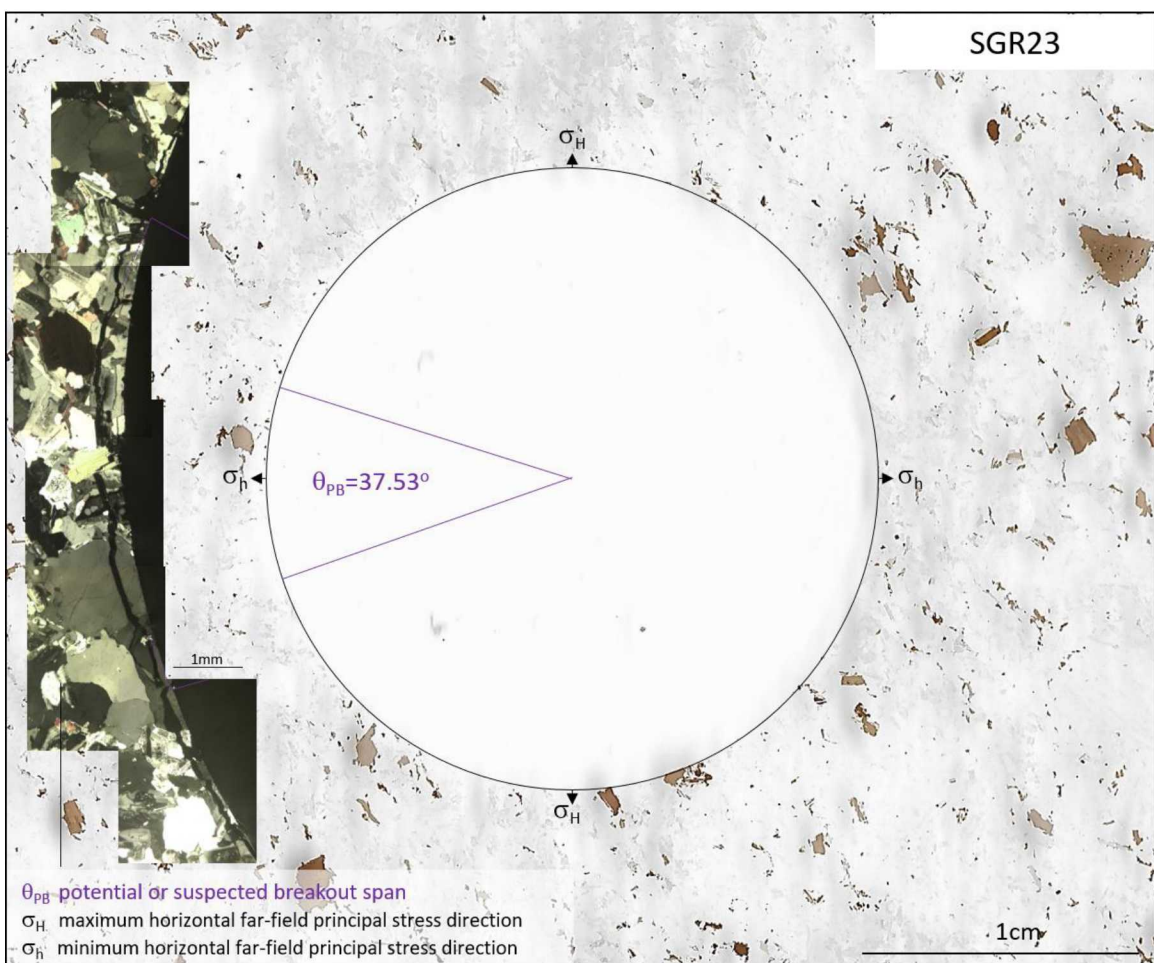 SGR23
σH
σh
θPB=37.53°
σh
1mm
σH
θPB potential or suspected breakout span
σH maximum horizontal far-field principal stress direction
σh minimum horizontal far-field principal stress direction
1cm